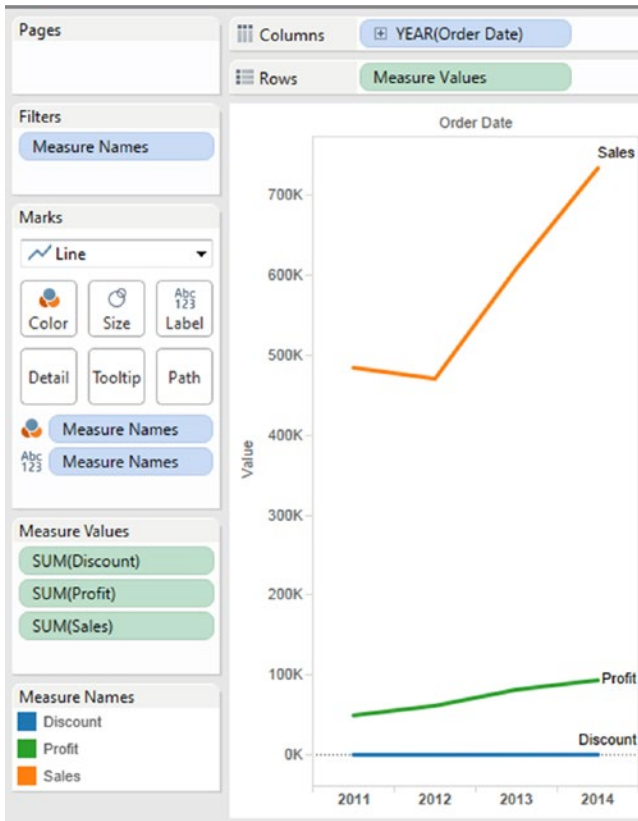 Pages
Columns
YEAR(Order Date)
Rows
Measure Values
Filters
Measure Names
Marks
Line
Color
Size
Abc
123
Label
Detail
Tooltip
Path
Measure Names
Abc
123
Measure Names
Measure Values
SUM(Discount)
SUM(Profit)
SUM(Sales)
Measure Names
Discount
Profit
Sales
Order Date
Sales
700K
600K
500K
400K
Value
300K
200K
100K
Profit
Discount
0K
2011 2012 2013 2014